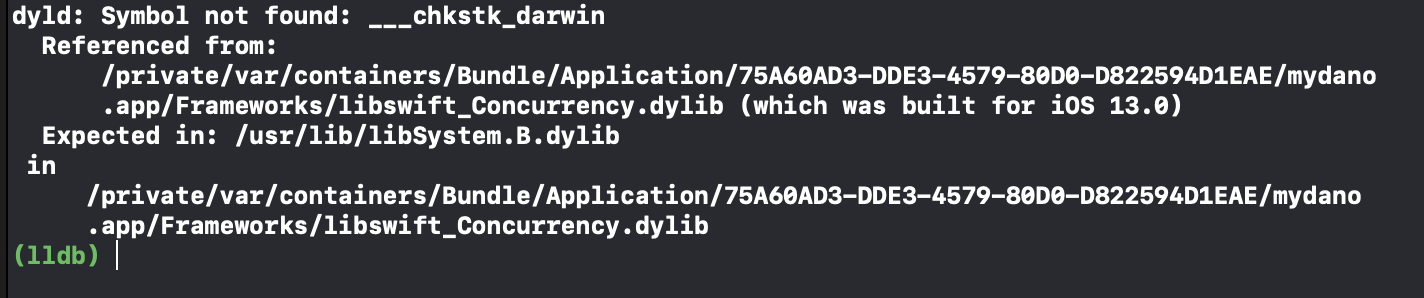 dyld: Symbol not found: ___chkstk_darwin
Referenced from:
/private/var/containers/Bundle/Application/75A60AD3-DDE3-4579-80D0-D822594D1EAE/mydano
.app/Frameworks/libswift_Concurrency.dylib (which was built for iOS 13.0)
Expected in: /usr/lib/libSystem.B.dylib
in
/private/var/containers/Bundle/Application/75A60AD3-DDE3-4579-80D0-D822594D1EAE/mydano
.app/Frameworks/libswift_Concurrency.dylib
(lldb)